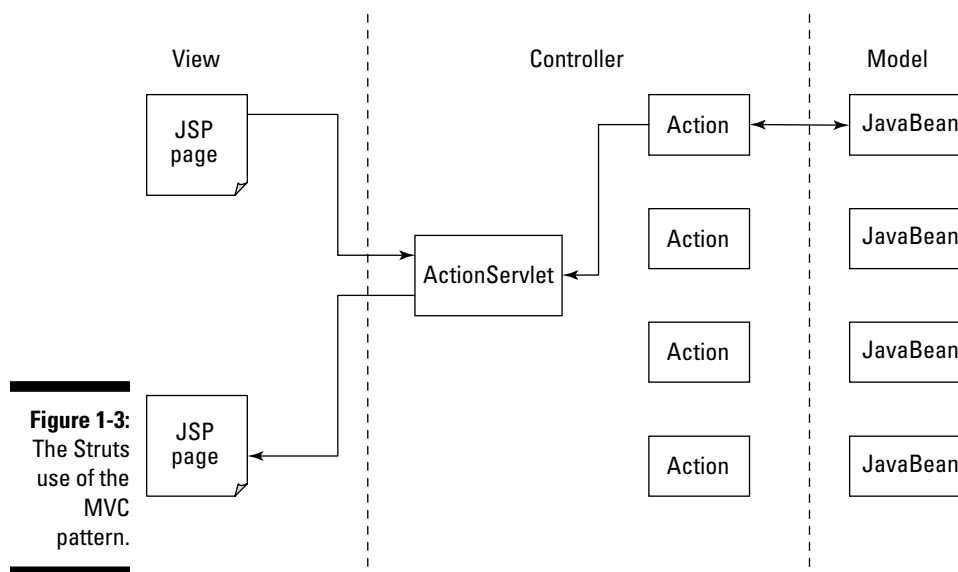 View
Controller
Model
JSP
page
Action
JavaBean
Action
JavaBean
ActionServlet
Action
JavaBean
JSP
page
Action
JavaBean
Figure 1-3:
The Struts
use of the
MVC
pattern.